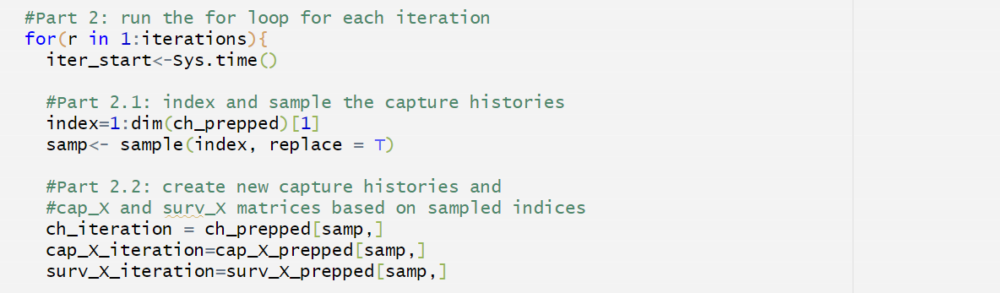 #Part 2: run the for loop for each iteration
for(r in 1:iterations){
iter_start<-Sys.time()
#Part 2.1: index and sample the capture histories
index=1:dim(ch_prepped)[1]
samp<- sample(index, replace = T)
#Part 2.2: create new capture histories and
#cap_X and surv_X matrices based on sampled indices
ch_iteration = ch_prepped[samp,]
cap_X_iteration=cap_X_prepped[samp,]
surv_X_iteration=surv_X_prepped[samp,]